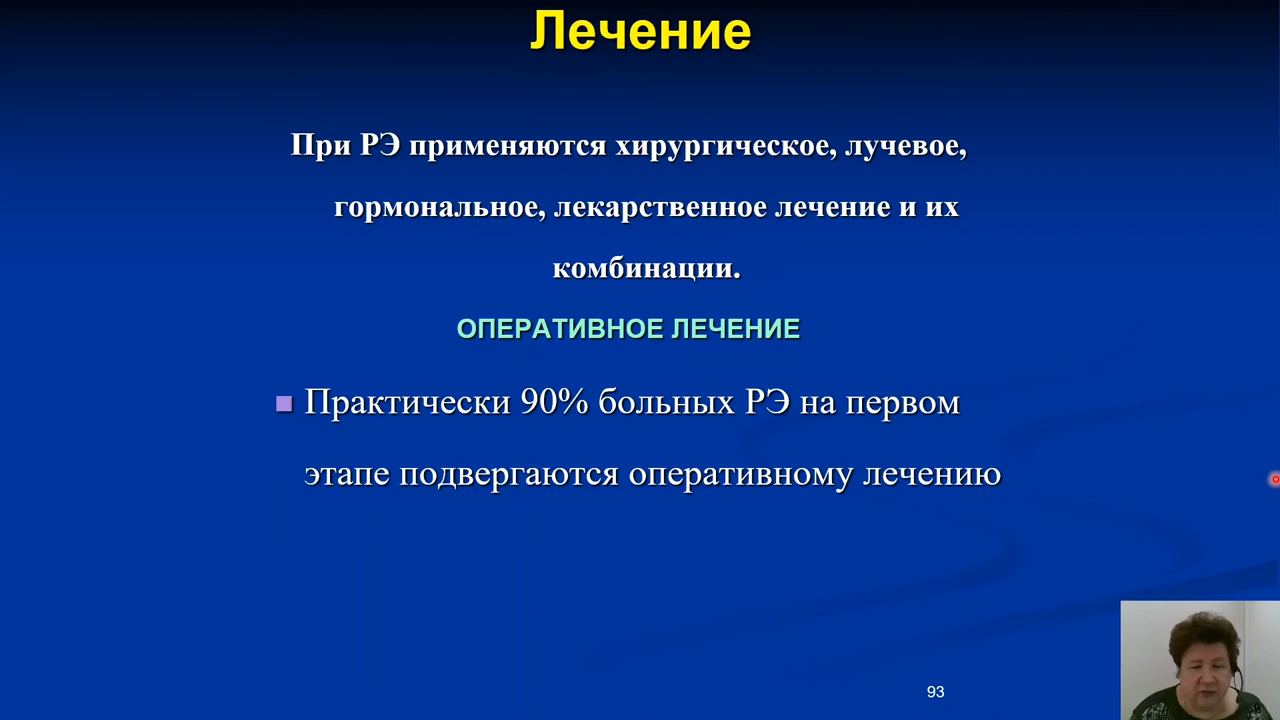 Лечение
При РЭ применяются хирургическое, лучевое,
гормональное, лекарственное лечение и их
комбинации.
ОПЕРАТИВНОЕ ЛЕЧЕНИЕ
Практически 90% больных РЭ на первом
этапе подвергаются оперативному лечению
93